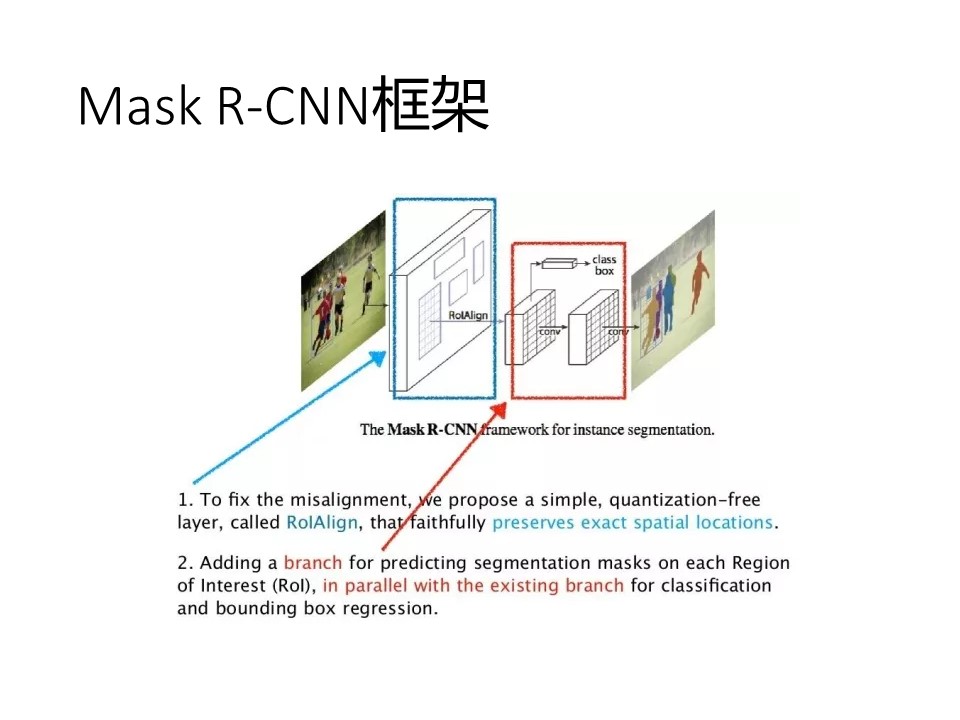 Mask R-CNN框架
class
box
RoIAlign
conv
conv
The Mask R-CNN framework for instance segmentation.
1. To fix the misalignment, we propose a simple, quantization-free
layer, called RoIAlign, that faithfully preserves exact spatial locations.
2. Adding a branch for predicting segmentation masks on each Region
of Interest (RoI), in parallel with the existing branch for classification
and bounding box regression.